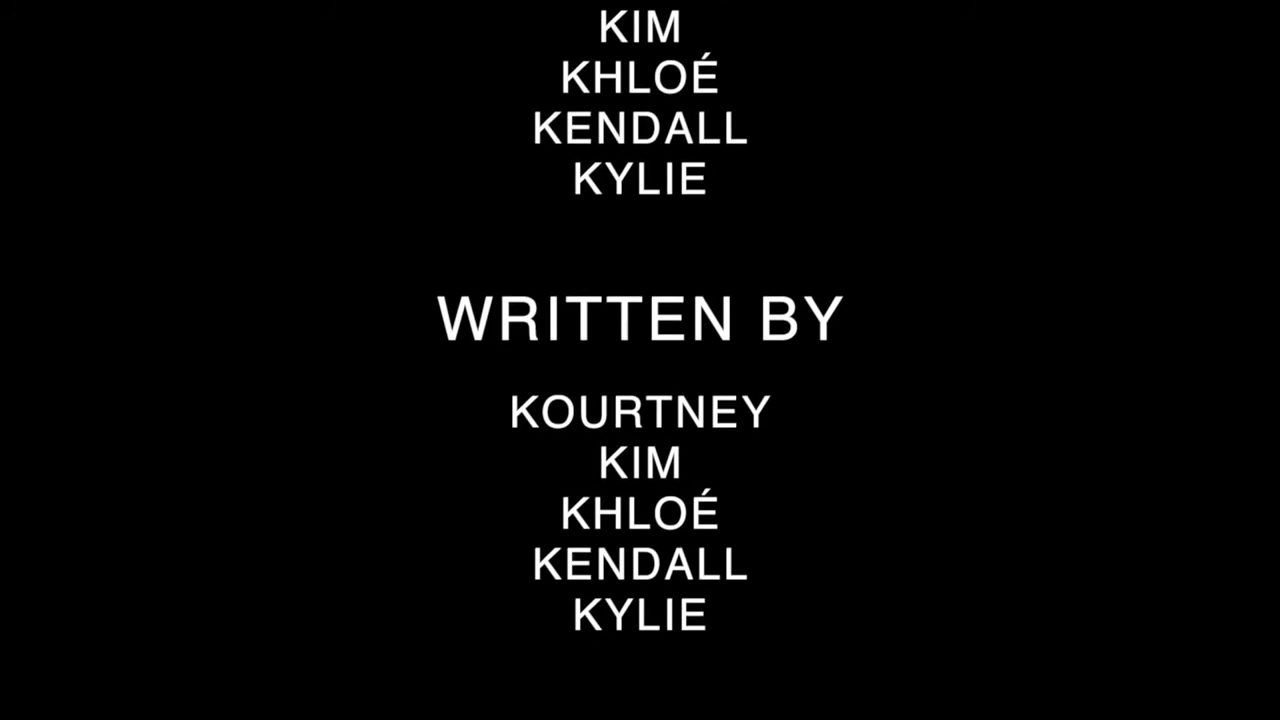 KIM
KHLOÉ
KENDALL
KYLIE
WRITTEN BY
KOURTNEY
KIM
KHLOÉ
KENDALL
KYLIE